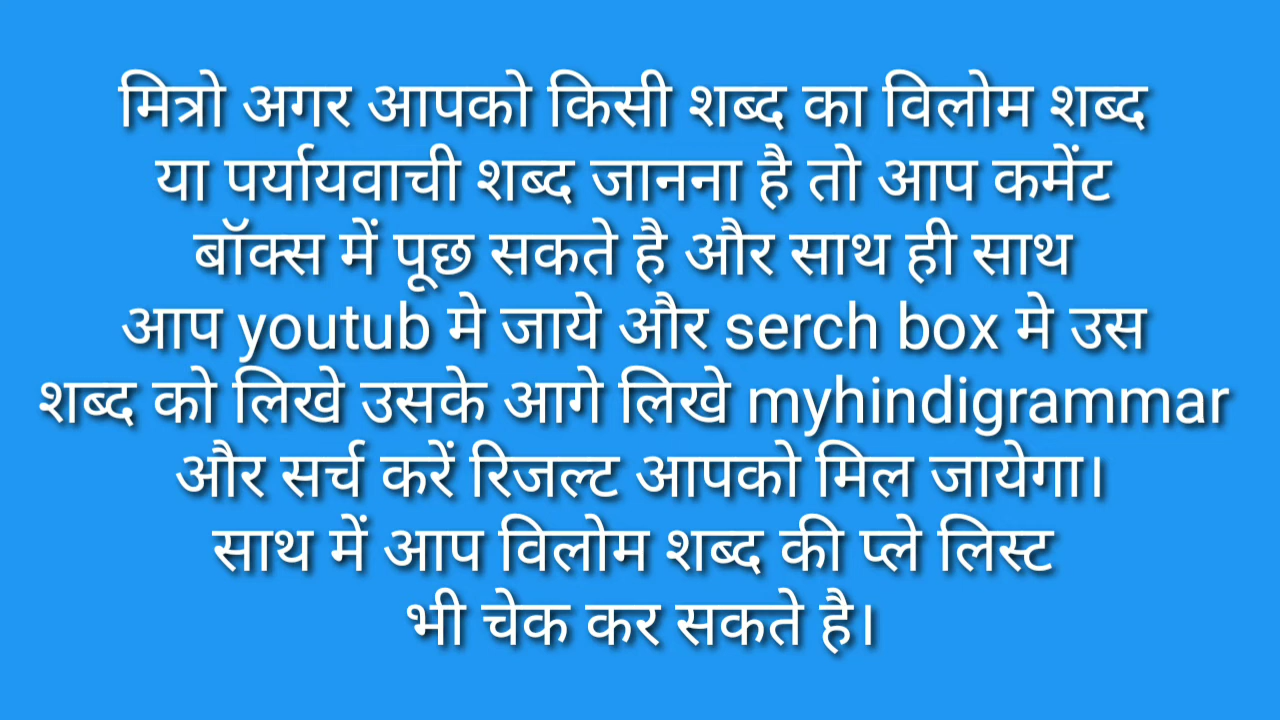 मित्रो अगर आपको किसी शब्द का विलोम शब्द
या पर्यायवाची शब्द जानना है तो आप कमेंट
बॉक्स में पूछ सकते है और साथ ही साथ
आप youtub मे जाये और serch box मे उस
शब्द को लिखे उसके आगे लिखे myhindigrammar
और सर्च करें रिजल्ट आपको मिल जायेगा।
साथ में आप विलोम शब्द की प्ले लिस्ट
भी चेक कर सकते है।